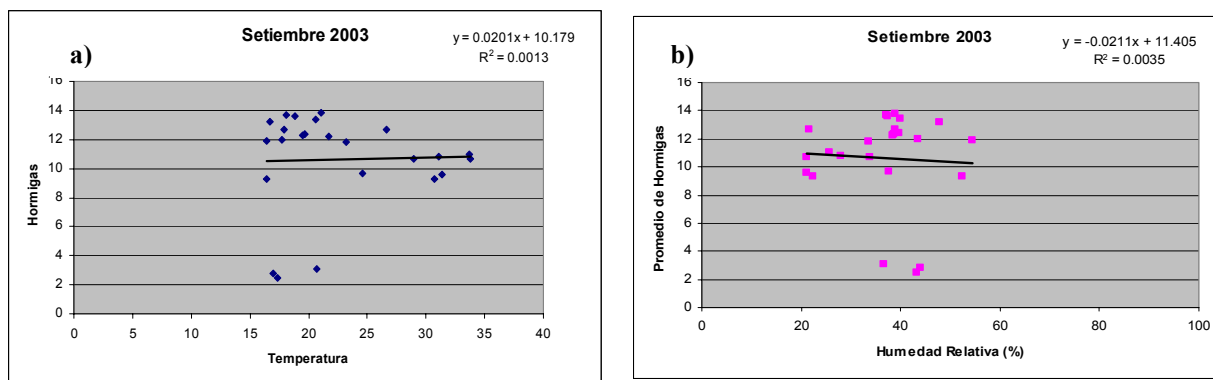 a)
Setiembre 2003
y = 0.0201x + 10.179
R² = 0.0013
Hormigas
16
14
12
10
8
6
4
2
0
0 5 10 15 20 25 30 35 40
Temperatura
b)
Setiembre 2003
y = -0.0211x + 11.405
R² = 0.0035
Promedio de Hormigas
16
14
12
10
8
6
4
2
0
0 20 40 60 80 100
Humedad Relativa (%)